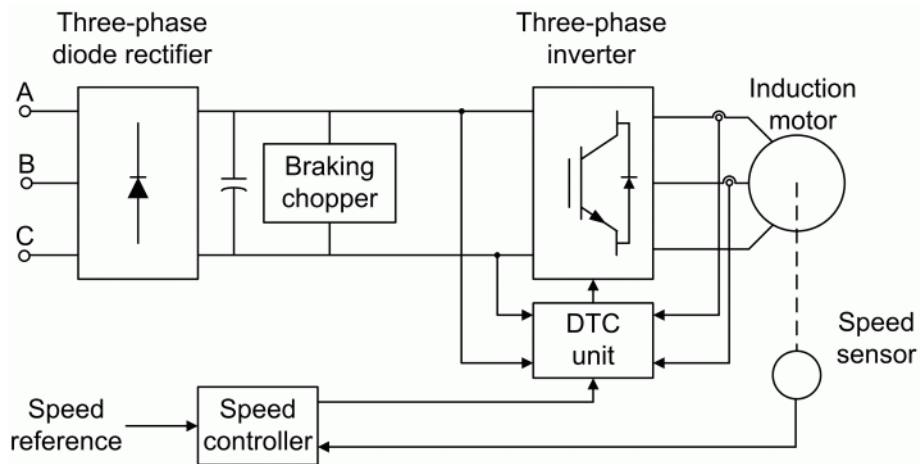 Three-phase
diode rectifier
Three-phase
inverter
Induction
motor
A
B
C
Braking
chopper
DTC
unit
Speed
sensor
Speed
reference
Speed
controller